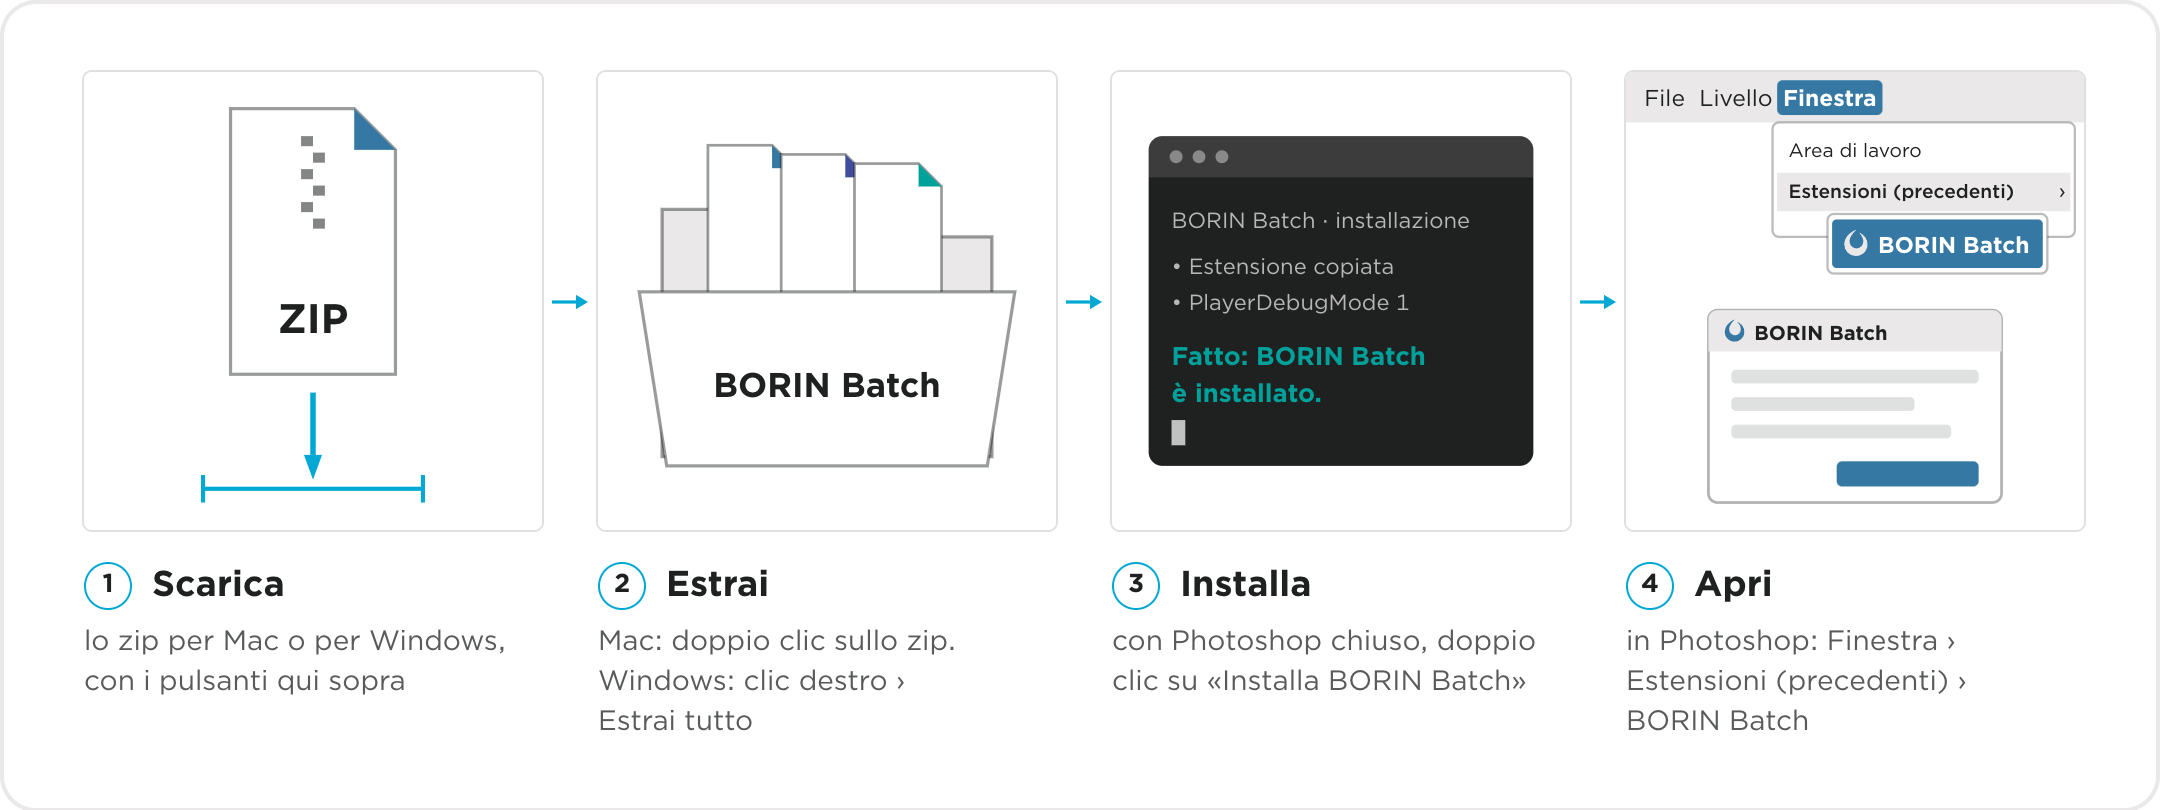 ZIP
BORIN Batch
BORIN Batch · installazione
• Estensione copiata
• PlayerDebugMode 1
Fatto: BORIN Batch
è installato.
File Livello Finestra
Area di lavoro
Estensioni (precedenti) ›
BORIN Batch
BORIN Batch
1 Scarica
lo zip per Mac o per Windows,
con i pulsanti qui sopra
2 Estrai
Mac: doppio clic sullo zip.
Windows: clic destro ›
Estrai tutto
3 Installa
con Photoshop chiuso, doppio
clic su «Installa BORIN Batch»
4 Apri
in Photoshop: Finestra ›
Estensioni (precedenti) ›
BORIN Batch